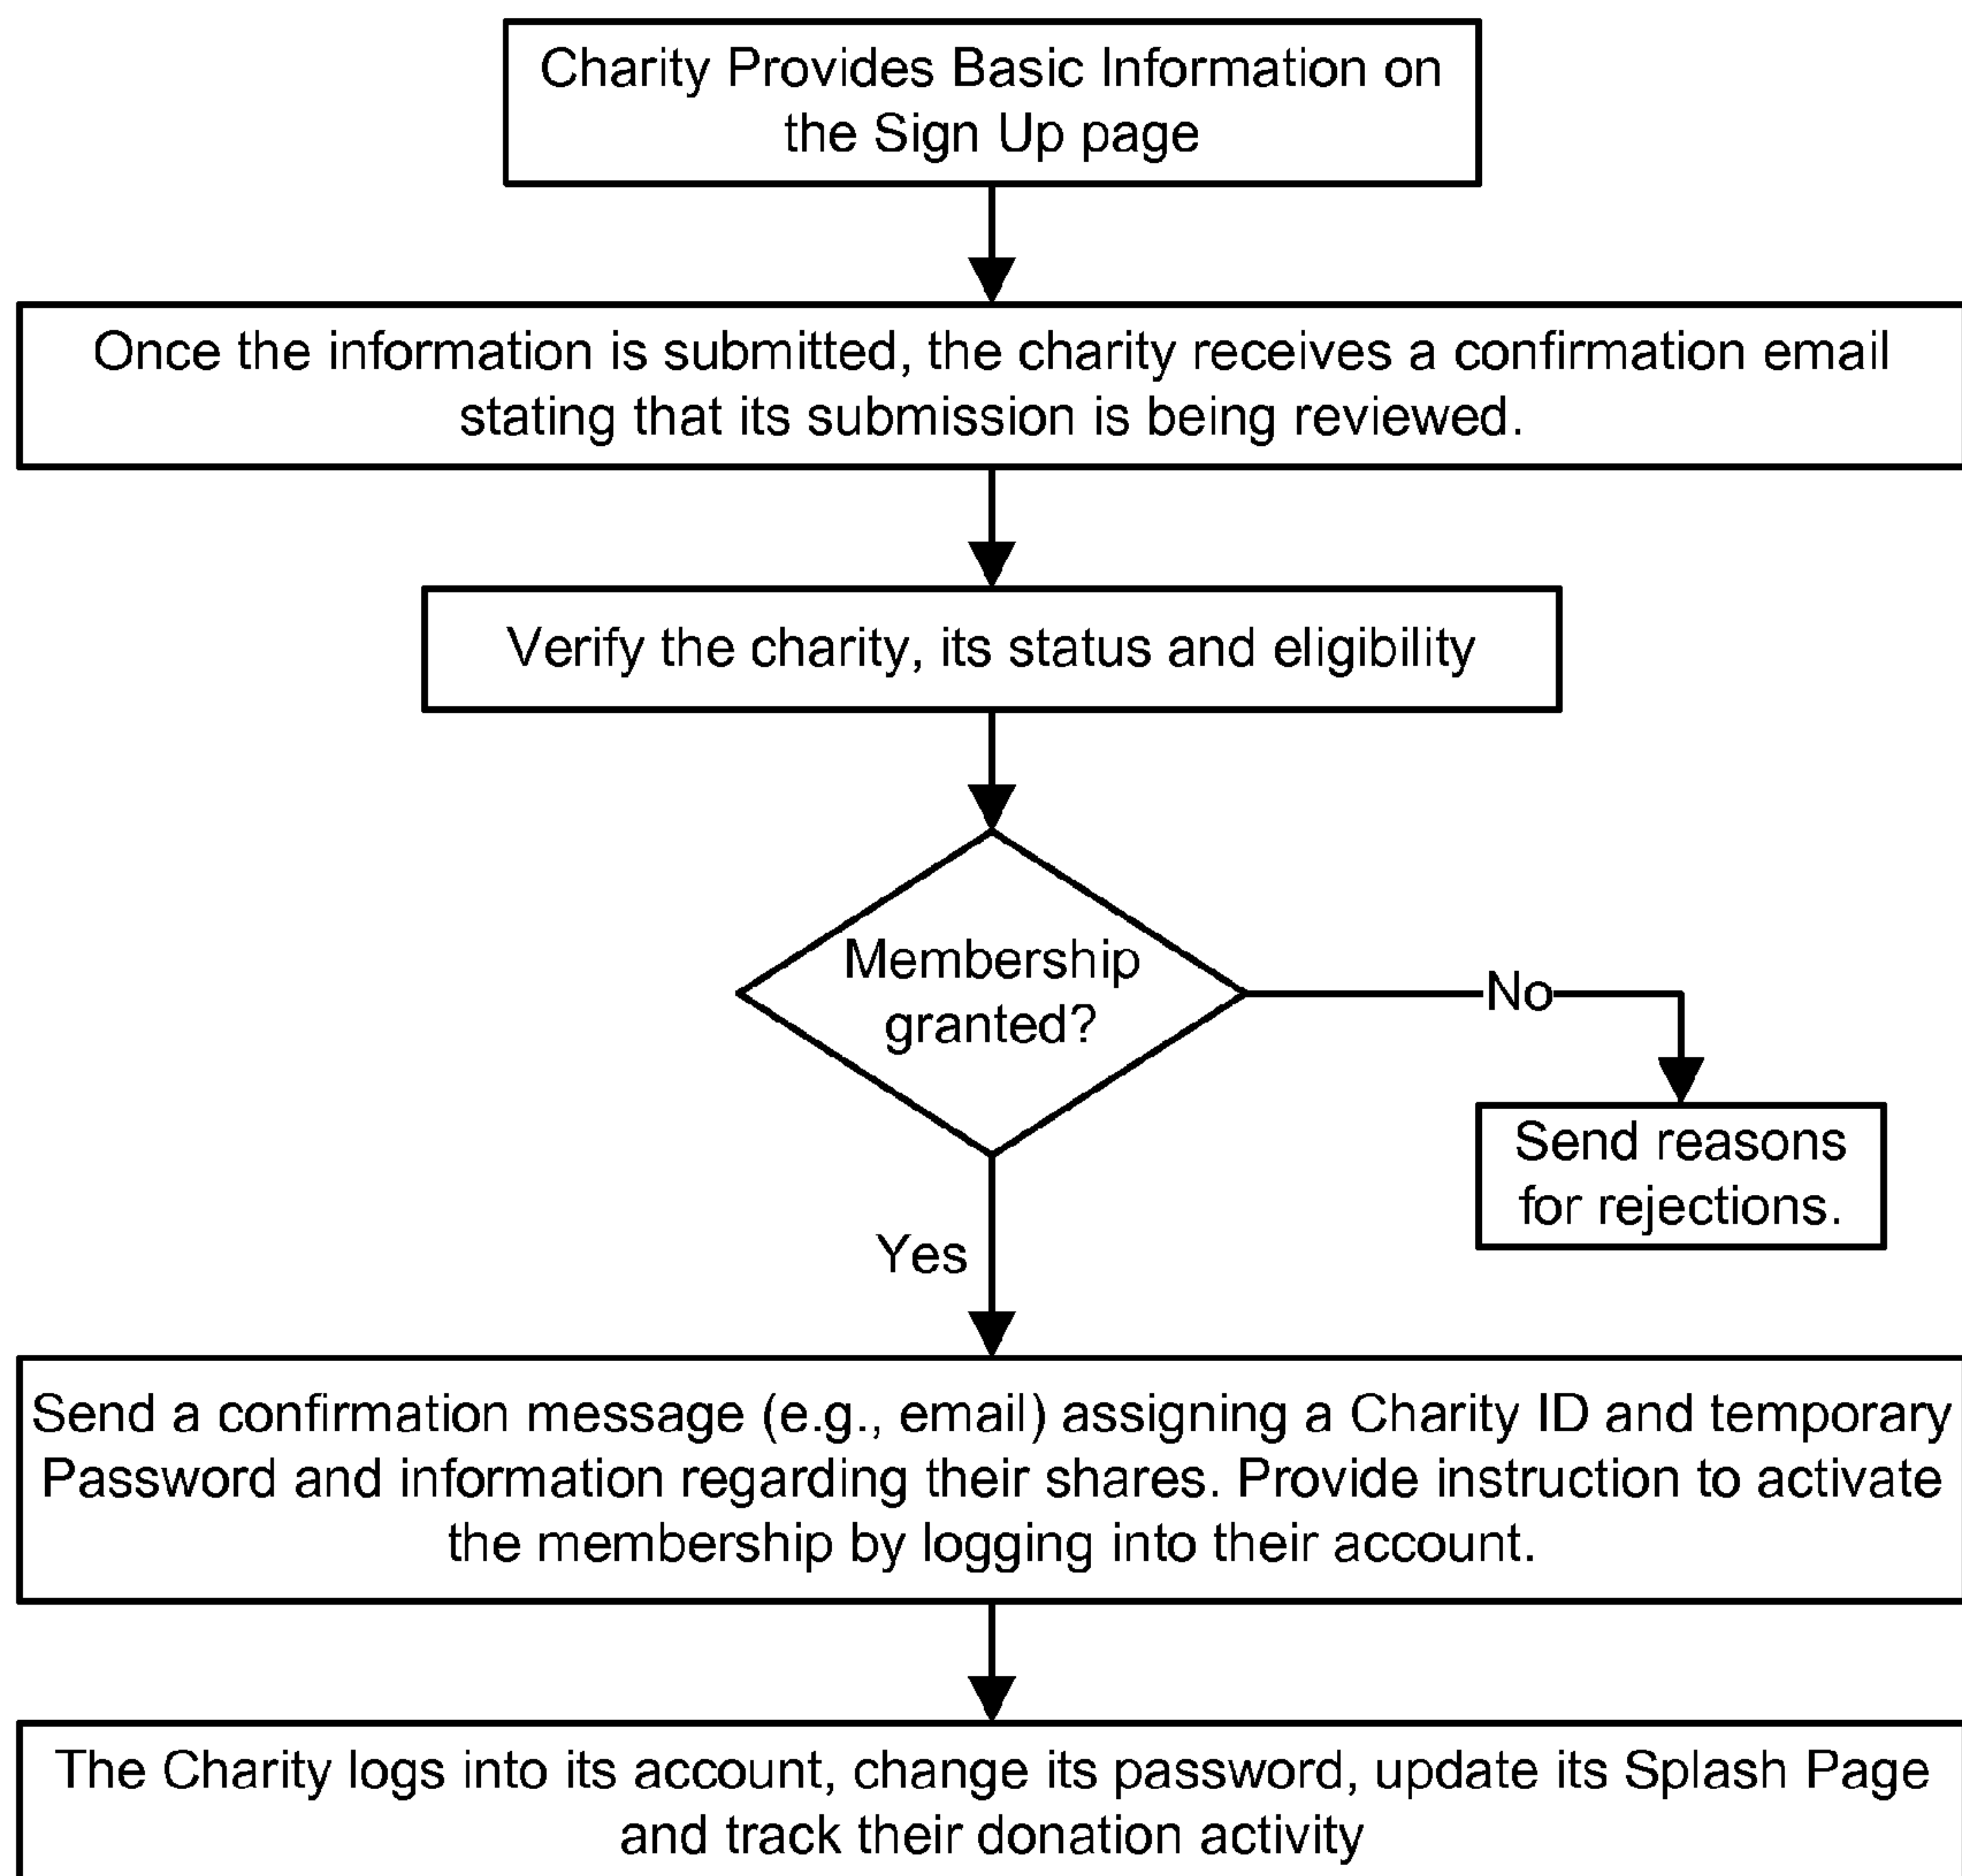 Charity Provides Basic Information on
the Sign Up page
Once the information is submitted, the charity receives a confirmation email
stating that its submission is being reviewed.
Verify the charity, its status and eligibility
Membership
granted?
No
Send reasons
for rejections.
Yes
Send a confirmation message (e.g., email) assigning a Charity ID and temporary
Password and information regarding their shares. Provide instruction to activate
the membership by logging into their account.
The Charity logs into its account, change its password, update its Splash Page
and track their donation activity